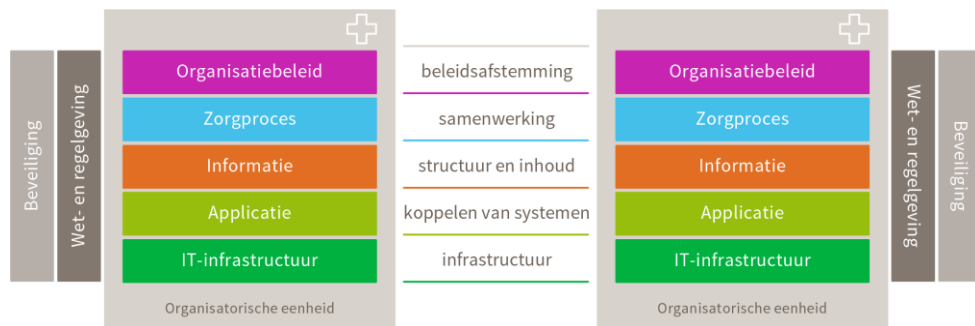 Beveiliging
Wet- en regelgeving
Organisatiebeleid
Zorgproces
Informatie
Applicatie
IT-infrastructuur
Organisatorische eenheid
beleidsafstemming
samenwerking
structuur en inhoud
koppelen van systemen
infrastructuur
Organisatiebeleid
Zorgproces
Informatie
Applicatie
IT-infrastructuur
Organisatorische eenheid
Wet- en regelgeving
Beveiliging